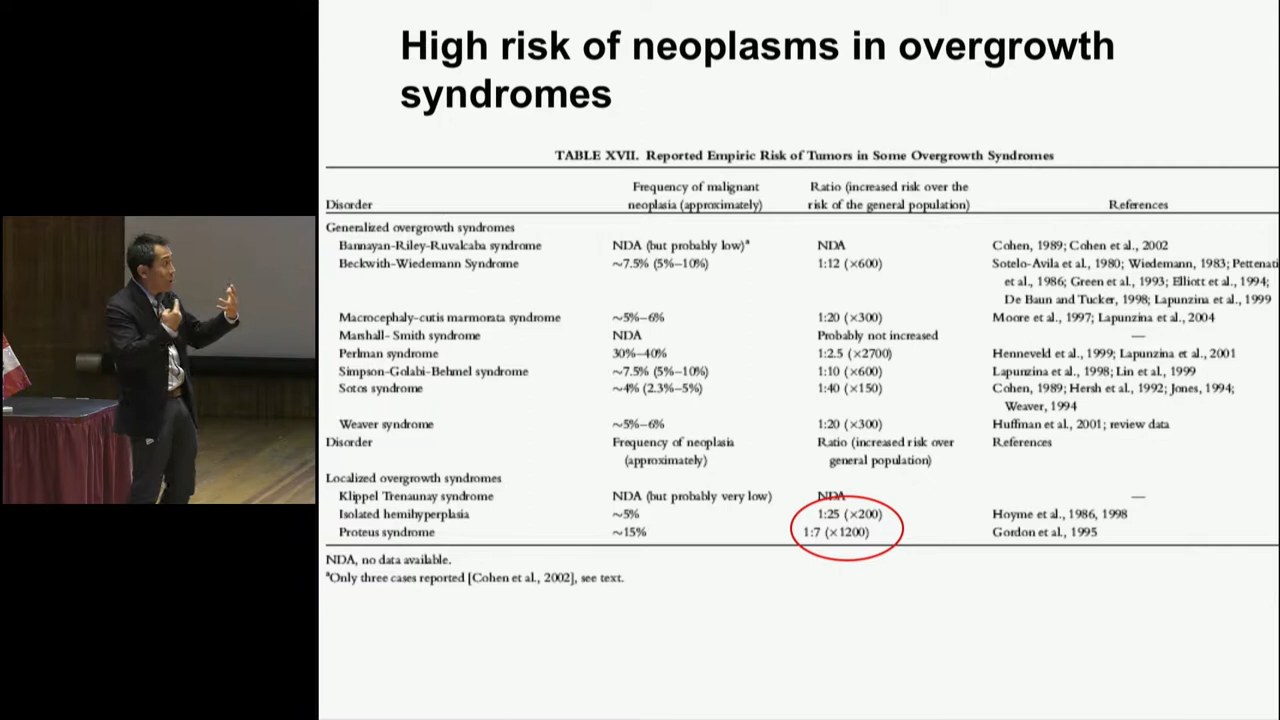 High risk of neoplasms in overgrowth
syndromes
TABLE XVII. Reported Empiric Risk of Tumors in Some Overgrowth Syndromes
Disorder Frequency of malignant neoplasia (approximately) Ratio (increased risk over the risk of the general population) References
Generalized overgrowth syndromes
Bannayan-Riley-Ruvalcaba syndrome NDA (but probably low)a NDA Cohen, 1989; Cohen et al., 2002
Beckwith-Wiedemann Syndrome ~7.5% (5%–10%) 1:12 (×600) Sotelo-Avila et al., 1980; Wiedemann, 1983; Pettenati
et al., 1986; Green et al., 1993; Elliott et al., 1994;
De Baun and Tucker, 1998; Lapunzina et al., 1999
Macrocephaly-cutis marmorata syndrome ~5%–6% 1:20 (×300) Moore et al., 1997; Lapunzina et al., 2004
Marshall- Smith syndrome NDA Probably not increased —
Perlman syndrome 30%–40% 1:2.5 (×2700) Henneveld et al., 1999; Lapunzina et al., 2001
Simpson-Golabi-Behmel syndrome ~7.5% (5%–10%) 1:10 (×600) Lapunzina et al., 1998; Lin et al., 1999
Sotos syndrome ~4% (2.3%–5%) 1:40 (×150) Cohen, 1989; Hersh et al., 1992; Jones, 1994;
Weaver, 1994
Weaver syndrome ~5%–6% 1:20 (×300) Huffman et al., 2001; review data
Disorder Frequency of neoplasia (approximately) Ratio (increased risk over general population) References
Localized overgrowth syndromes
Klippel Trenaunay syndrome NDA (but probably very low) NDA —
Isolated hemihyperplasia ~5% 1:25 (×200) Hoyme et al., 1986, 1998
Proteus syndrome ~15% 1:7 (×1200) Gordon et al., 1995
NDA, no data available.
aOnly three cases reported [Cohen et al., 2002], see text.